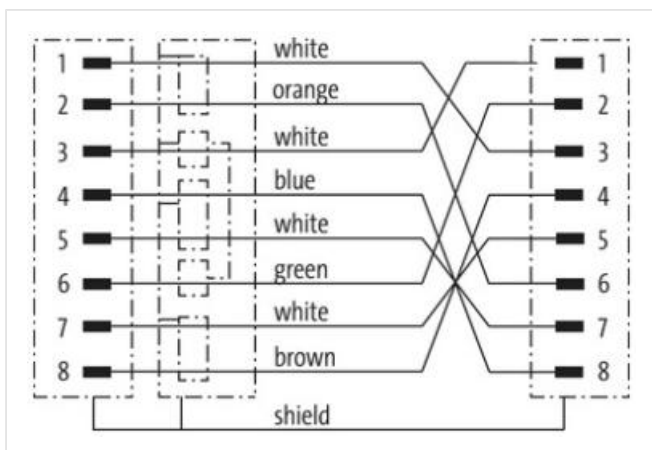 1 white 1
2 orange 2
3 white 3
4 blue 4
5 white 5
6 green 6
7 white 7
8 brown 8
shield